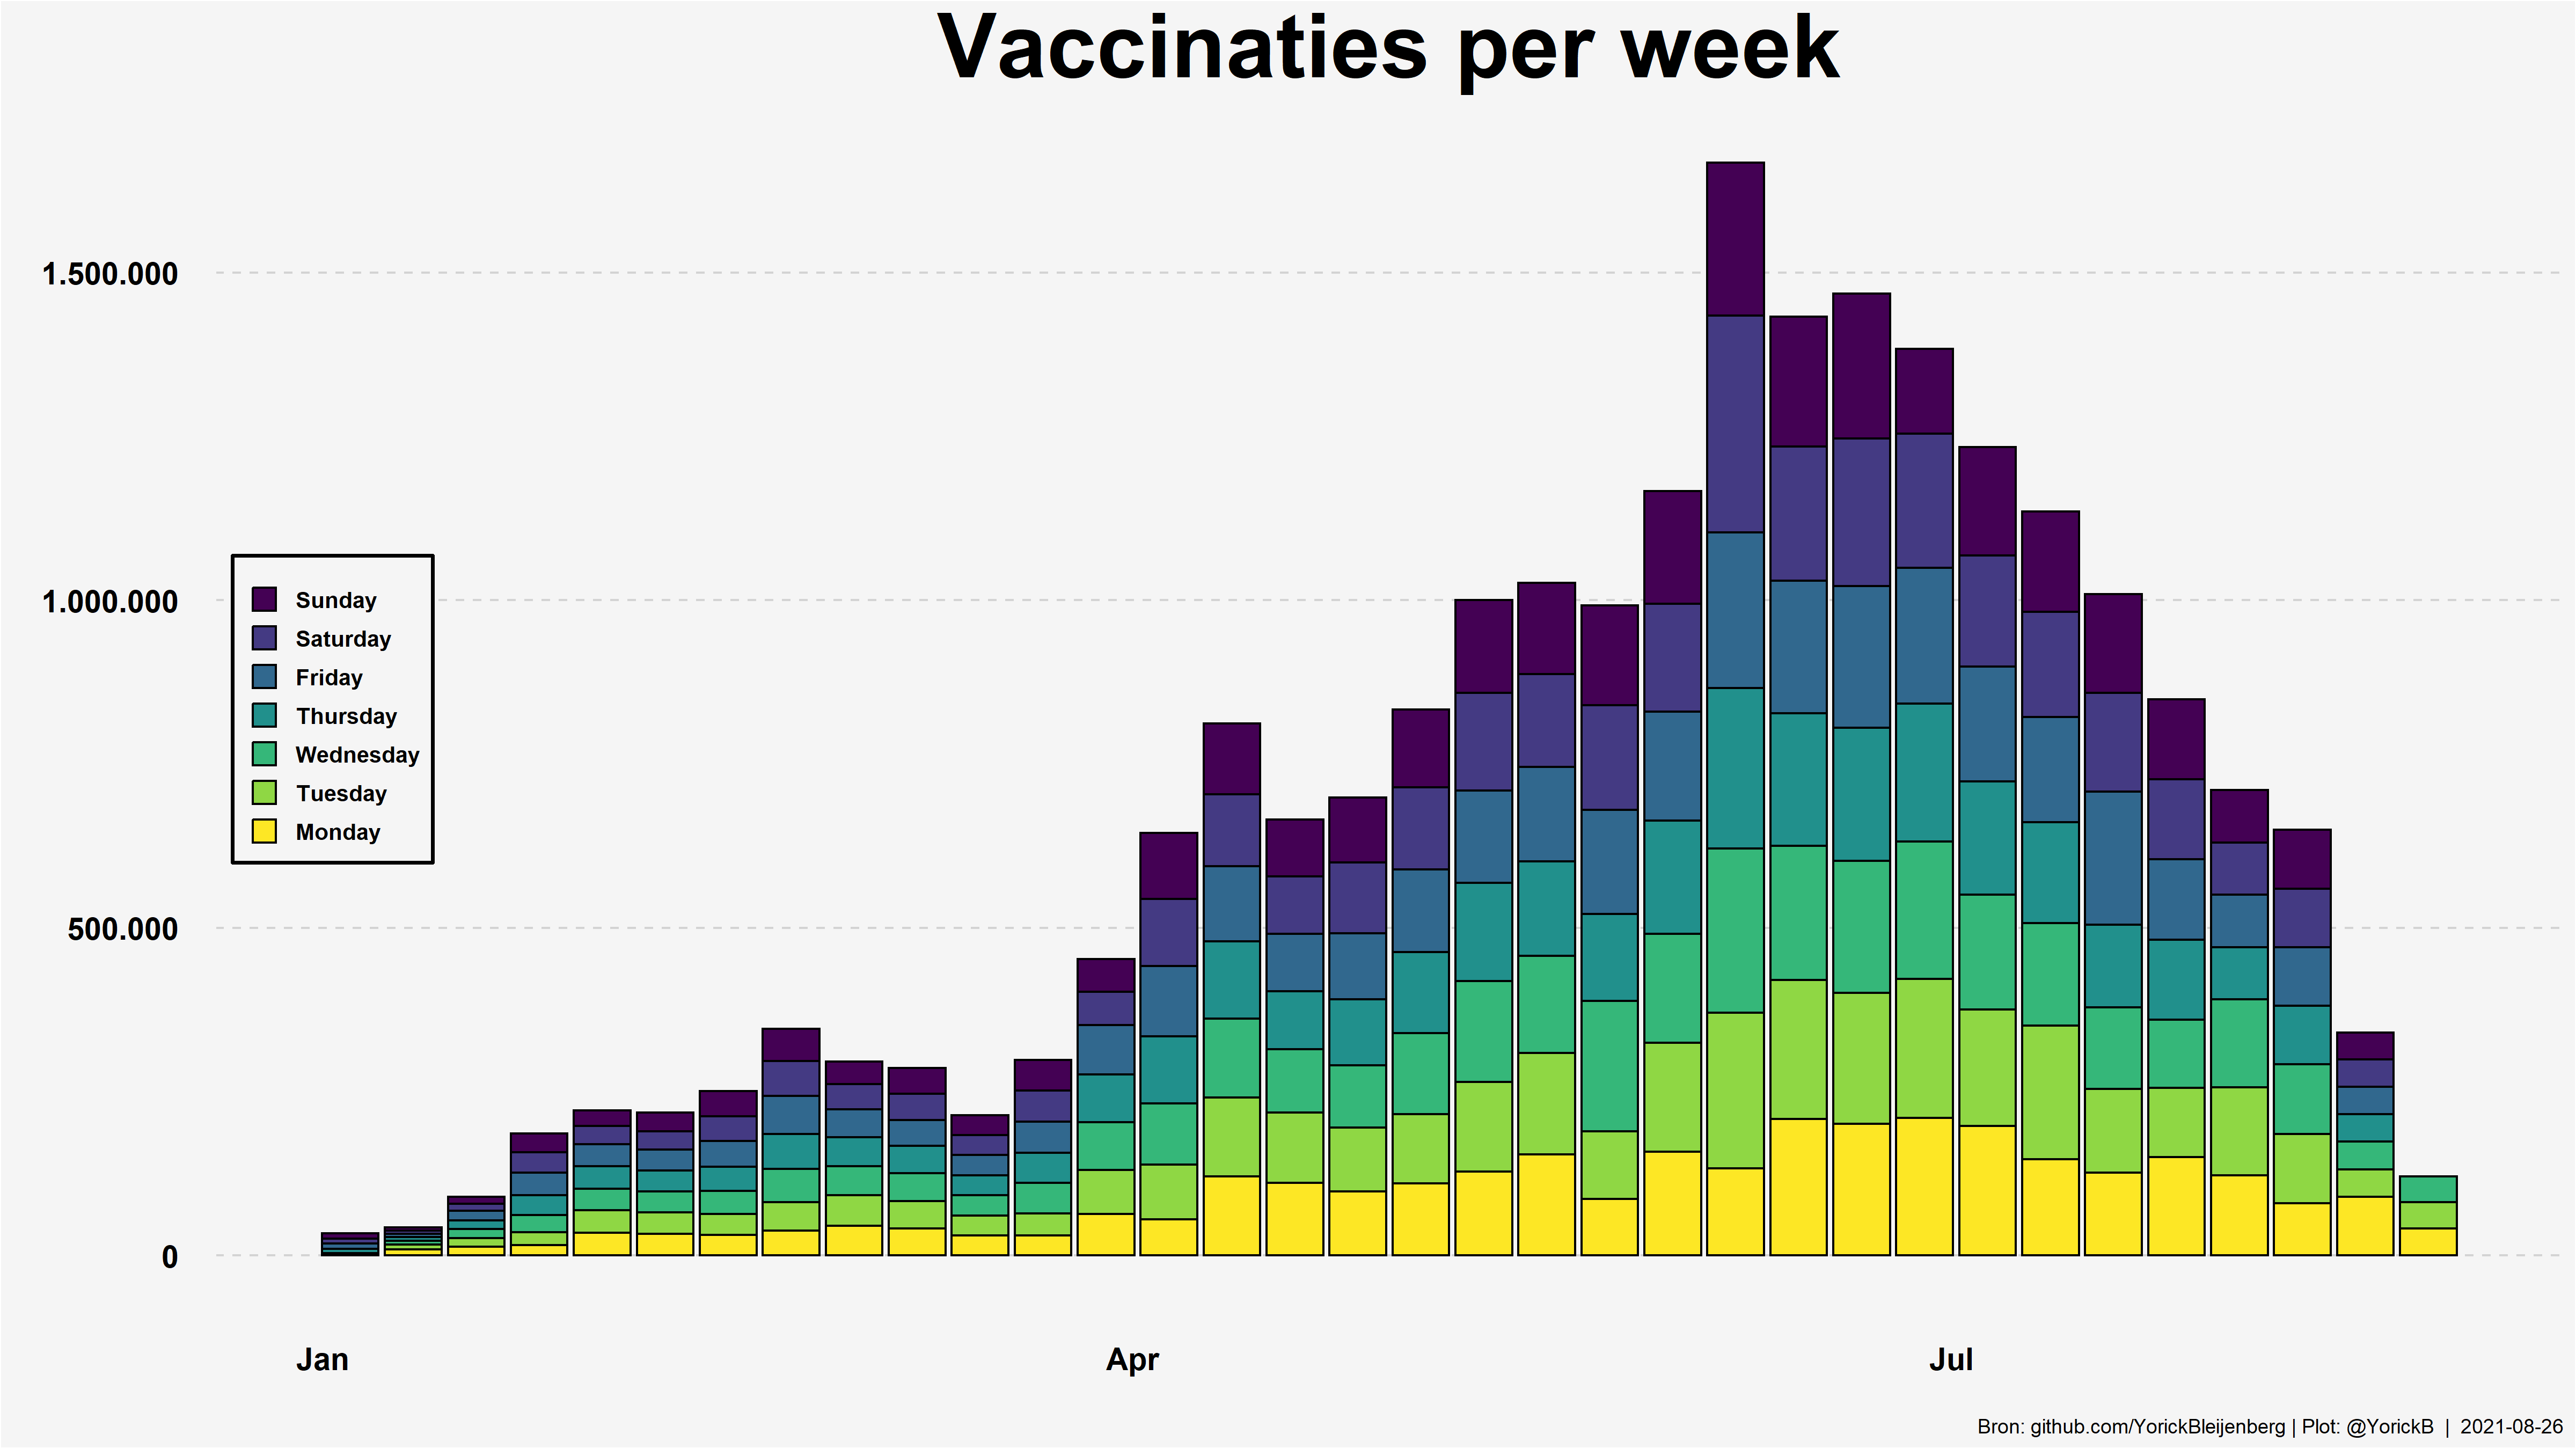 Vaccinaties per week
1.500.000
1.000.000
500.000
0
Sunday
Saturday
Friday
Thursday
Wednesday
Tuesday
Monday
Jan
Apr
Jul
Bron: github.com/YorickBleijenberg | Plot: @YorickB | 2021-08-26